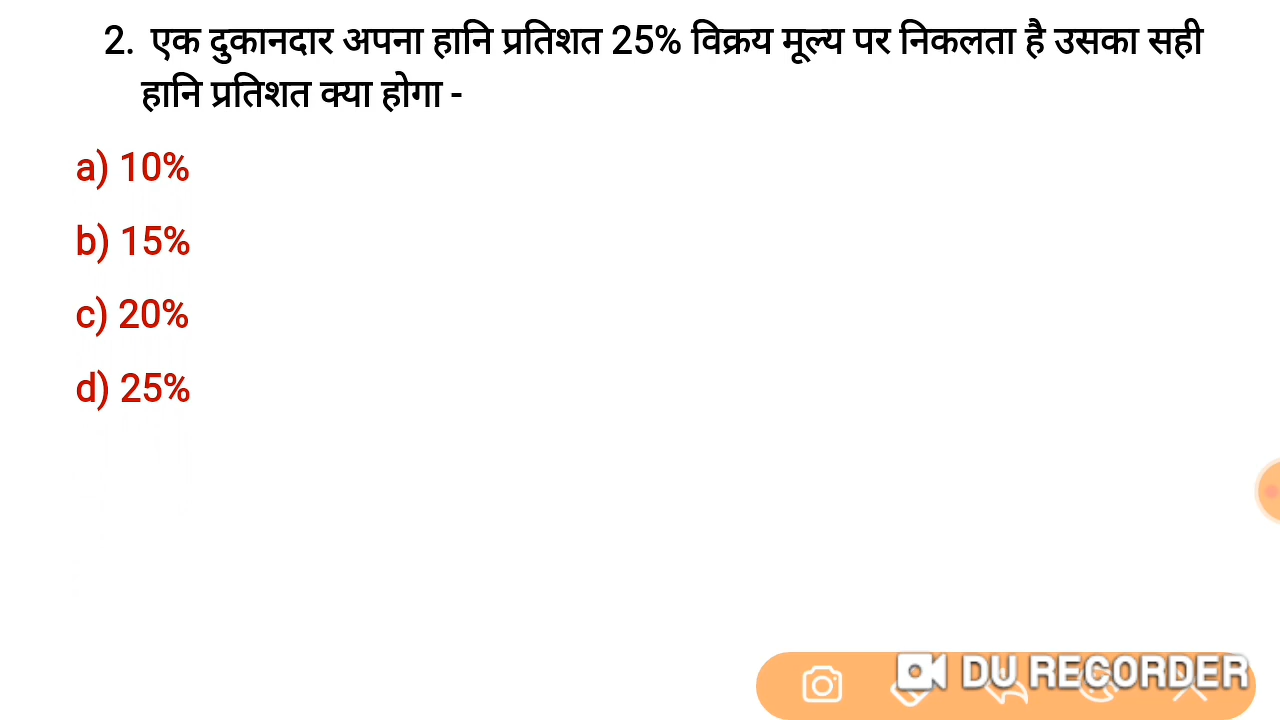 2. एक दुकानदार अपना हानि प्रतिशत 25% विक्रय मूल्य पर निकलता है उसका सही
हानि प्रतिशत क्या होगा -
a) 10%
b) 15%
c) 20%
d) 25%
DU RECORDER